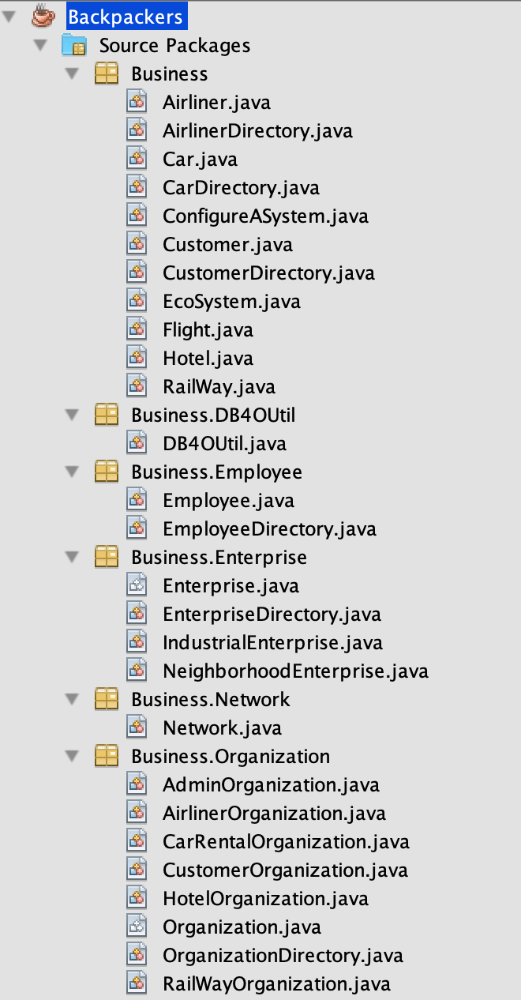 Backpackers
Source Packages
Business
Airliner.java
AirlinerDirectory.java
Car.java
CarDirectory.java
ConfigureASystem.java
Customer.java
CustomerDirectory.java
EcoSystem.java
Flight.java
Hotel.java
RailWay.java
Business.DB4OUtil
DB4OUtil.java
Business.Employee
Employee.java
EmployeeDirectory.java
Business.Enterprise
Enterprise.java
EnterpriseDirectory.java
IndustrialEnterprise.java
NeighborhoodEnterprise.java
Business.Network
Network.java
Business.Organization
AdminOrganization.java
AirlinerOrganization.java
CarRentalOrganization.java
CustomerOrganization.java
HotelOrganization.java
Organization.java
OrganizationDirectory.java
RailWayOrganization.java